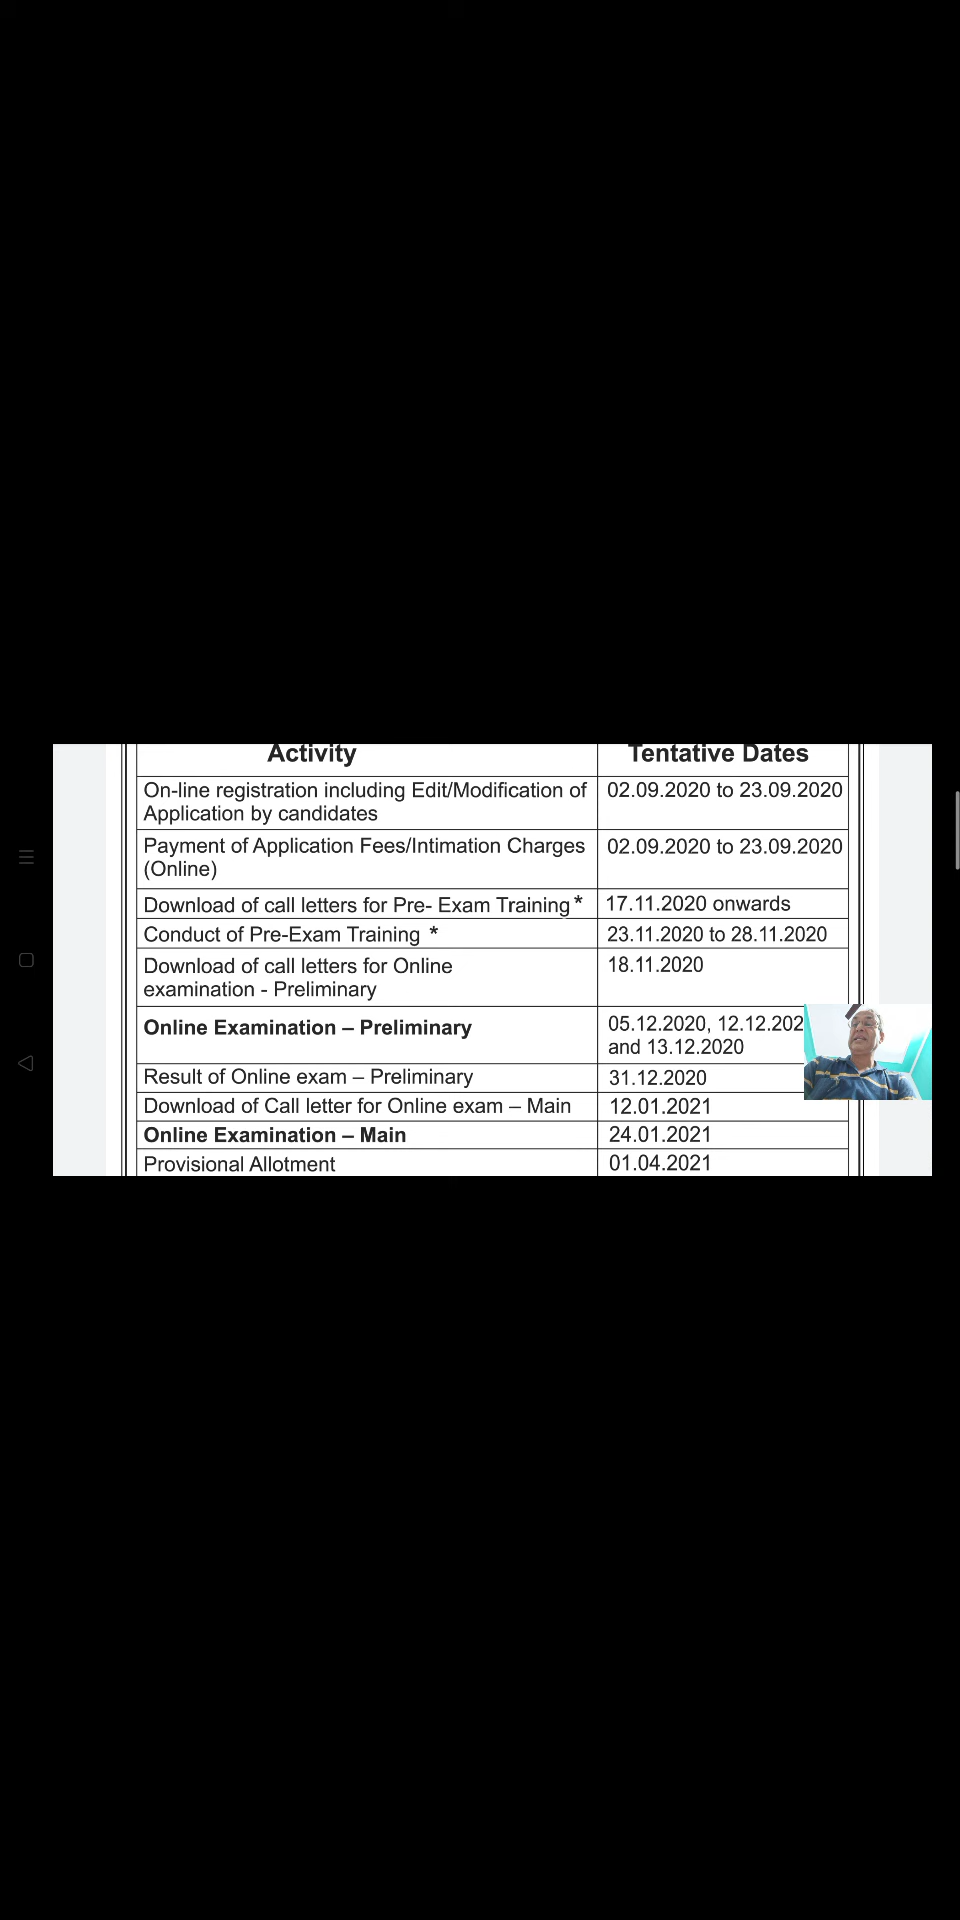 Activity Tentative Dates
On-line registration including Edit/Modification of 02.09.2020 to 23.09.2020
Application by candidates
Payment of Application Fees/Intimation Charges 02.09.2020 to 23.09.2020
(Online)
Download of call letters for Pre- Exam Training * 17.11.2020 onwards
Conduct of Pre-Exam Training * 23.11.2020 to 28.11.2020
Download of call letters for Online 18.11.2020
examination - Preliminary
Online Examination – Preliminary 05.12.2020, 12.12.202
and 13.12.2020
Result of Online exam – Preliminary 31.12.2020
Download of Call letter for Online exam – Main 12.01.2021
Online Examination – Main 24.01.2021
Provisional Allotment 01.04.2021